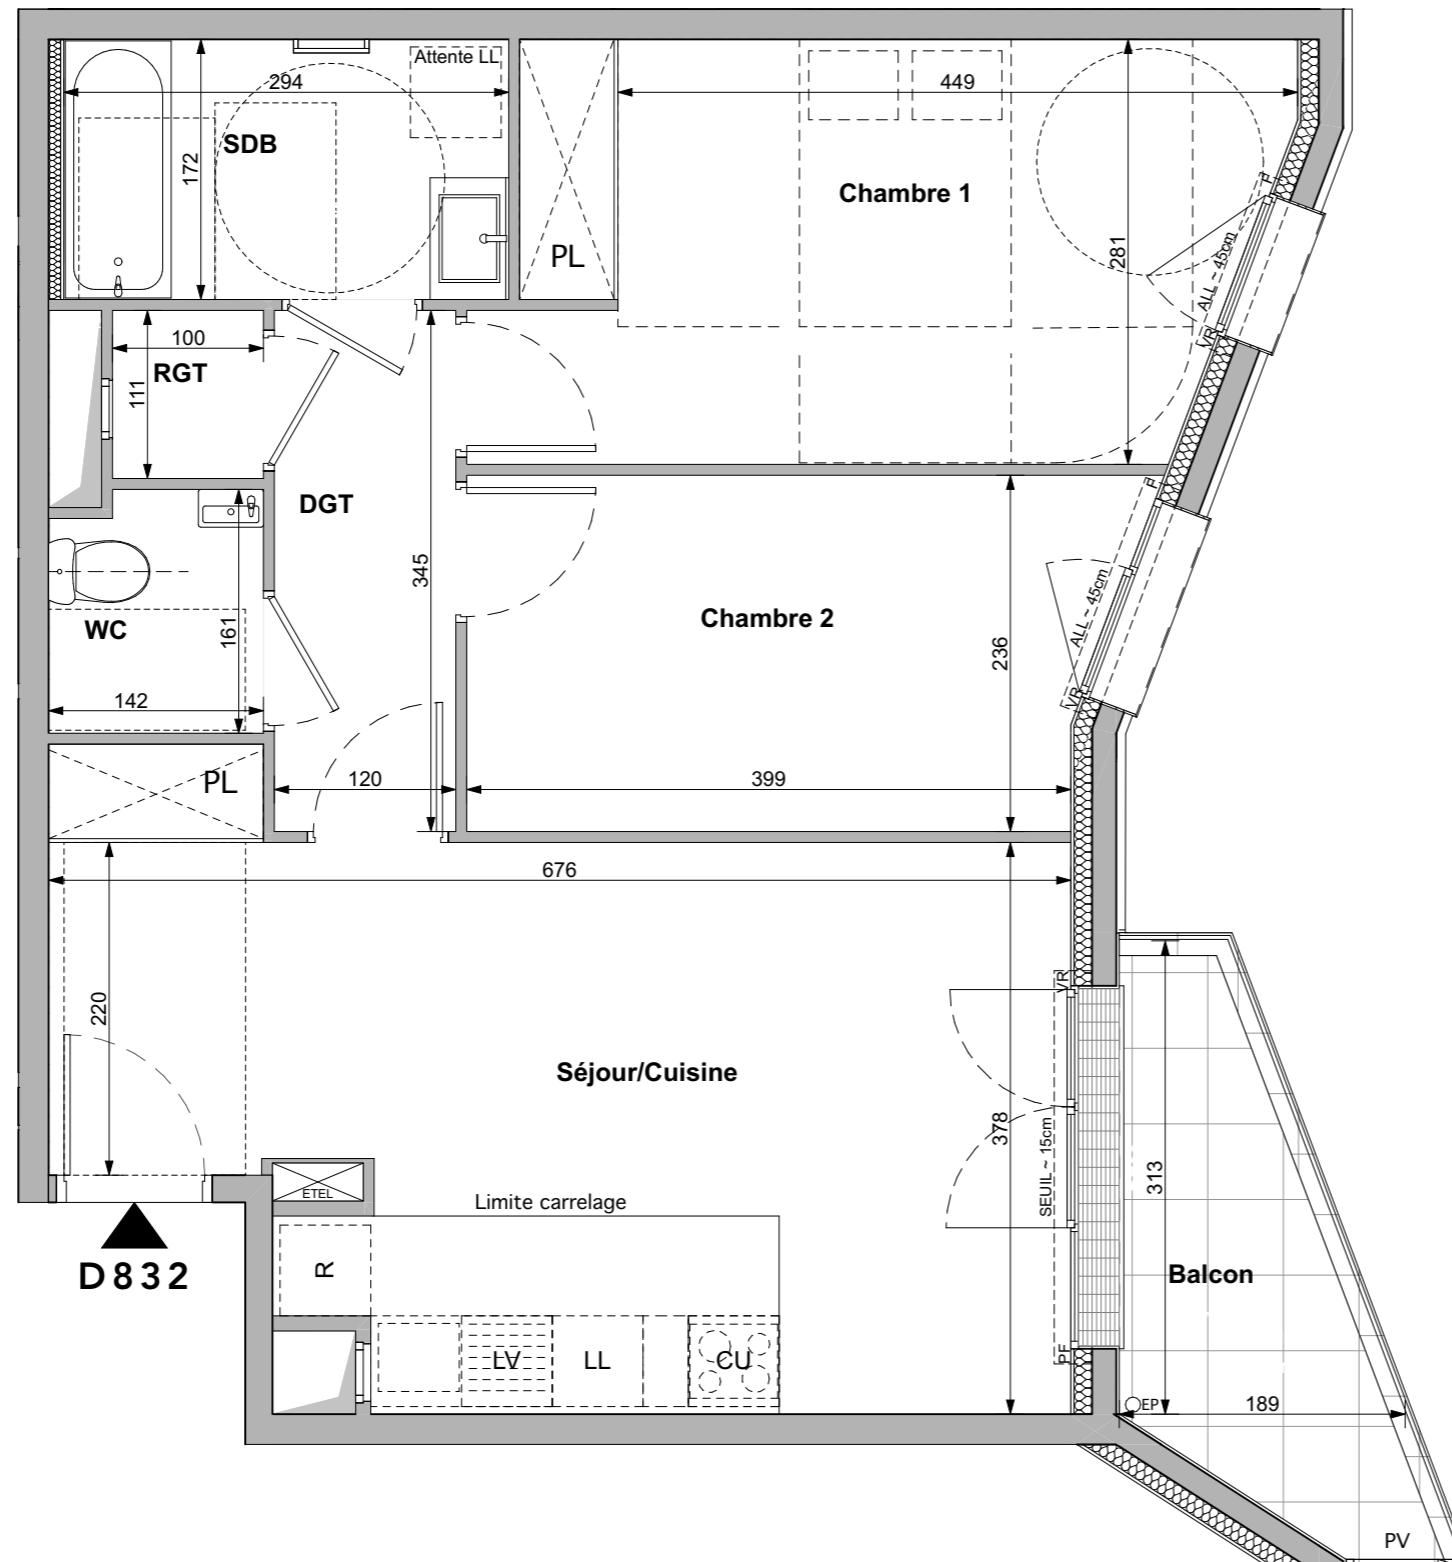 Attente LL
294
449
SDB
172
Chambre 1
281
PL
F
ALL ~ 45cm
VR
100
RGT
111
DGT
345
F
ALL ~ 45cm
VR
Chambre 2
236
WC
161
142
PL
120
399
676
220
VR
Séjour/Cuisine
378
SEUIL ~ 15cm
313
ETEL
Limite carrelage
D832
R
Balcon
LV
LL
CU
PF
EP
189
PV